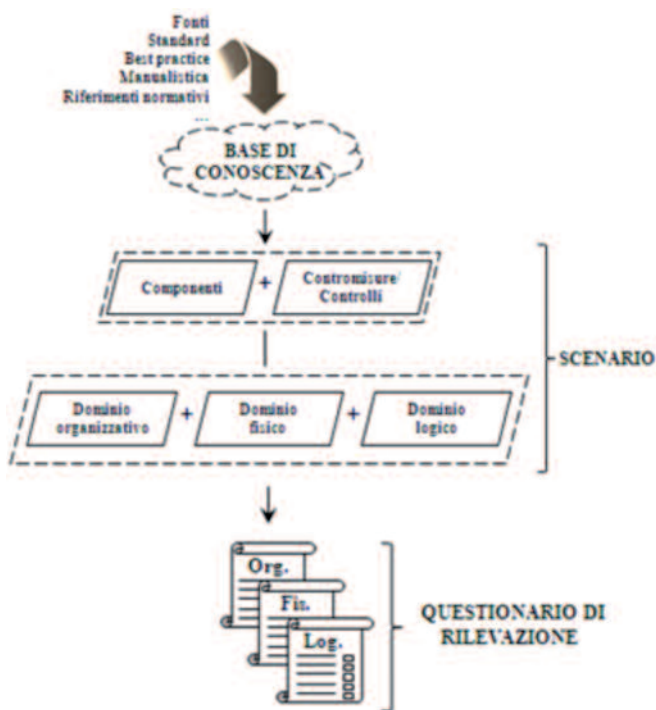 Fonti
Standard
Best practice
Manualistica
Riferimenti normativi
...
BASE DI
CONOSCENZA
Componenti
+
Contromisure/
Controlli
SCENARIO
Dominio
organizzativo
+
Dominio
fisico
+
Dominio
logico
Org.
Fis.
Log.
QUESTIONARIO DI
RILEVAZIONE